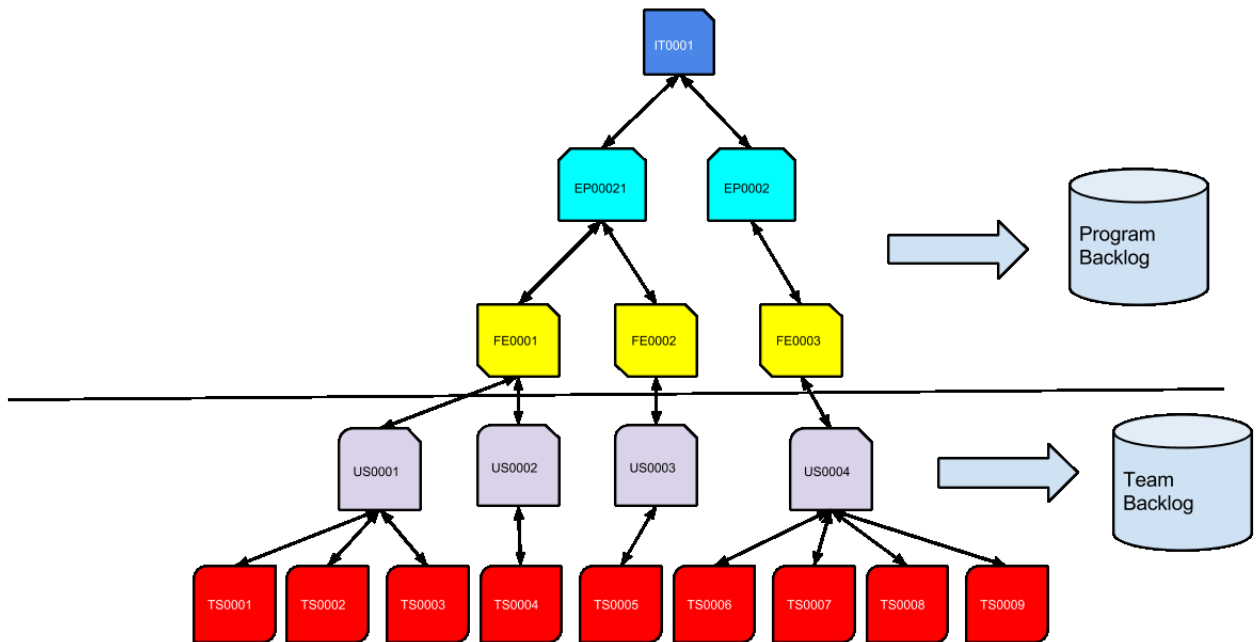 IT0001
EP00021
EP0002
Program
Backlog
FE0001
FE0002
FE0003
US0001
US0002
US0003
US0004
Team
Backlog
TS0001
TS0002
TS0003
TS0004
TS0005
TS0006
TS0007
TS0008
TS0009